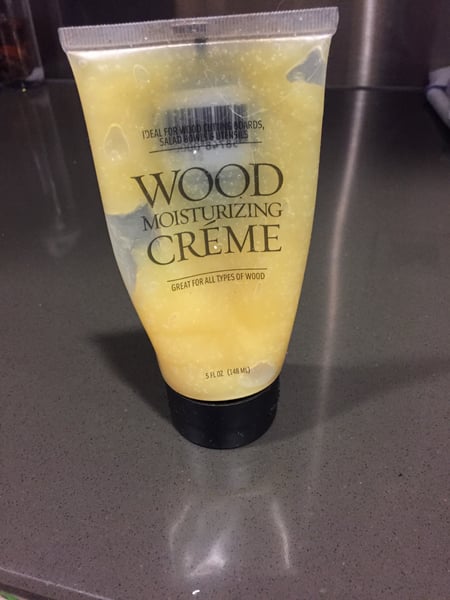 IDEAL FOR WOOD CUTTING BOARDS,
SALAD BOWLS & UTENSILS
WOOD
MOISTURIZING
CRÉME
GREAT FOR ALL TYPES OF WOOD
5 FL OZ (148 ML)